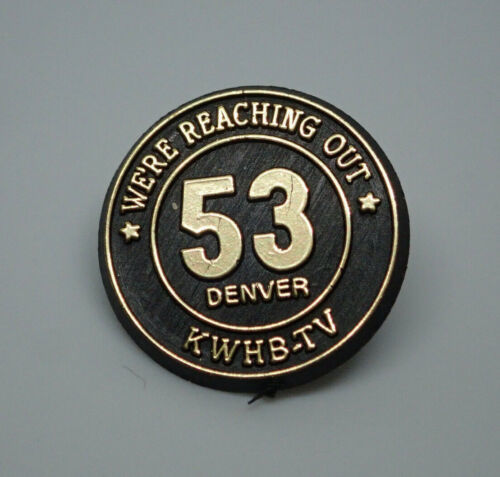 WE'RE REACHING OUT
53
DENVER
KWHB-TV